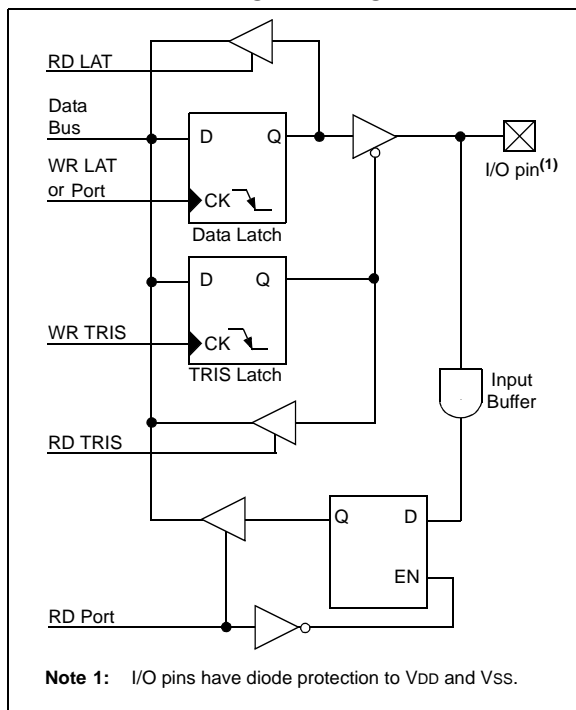 RD LAT
Data
Bus
D Q
WR LAT
or Port
CK
Data Latch
I/O pin(1)
D Q
WR TRIS
CK
TRIS Latch
Input
Buffer
RD TRIS
Q D
EN
RD Port
Note 1: I/O pins have diode protection to VDD and VSS.